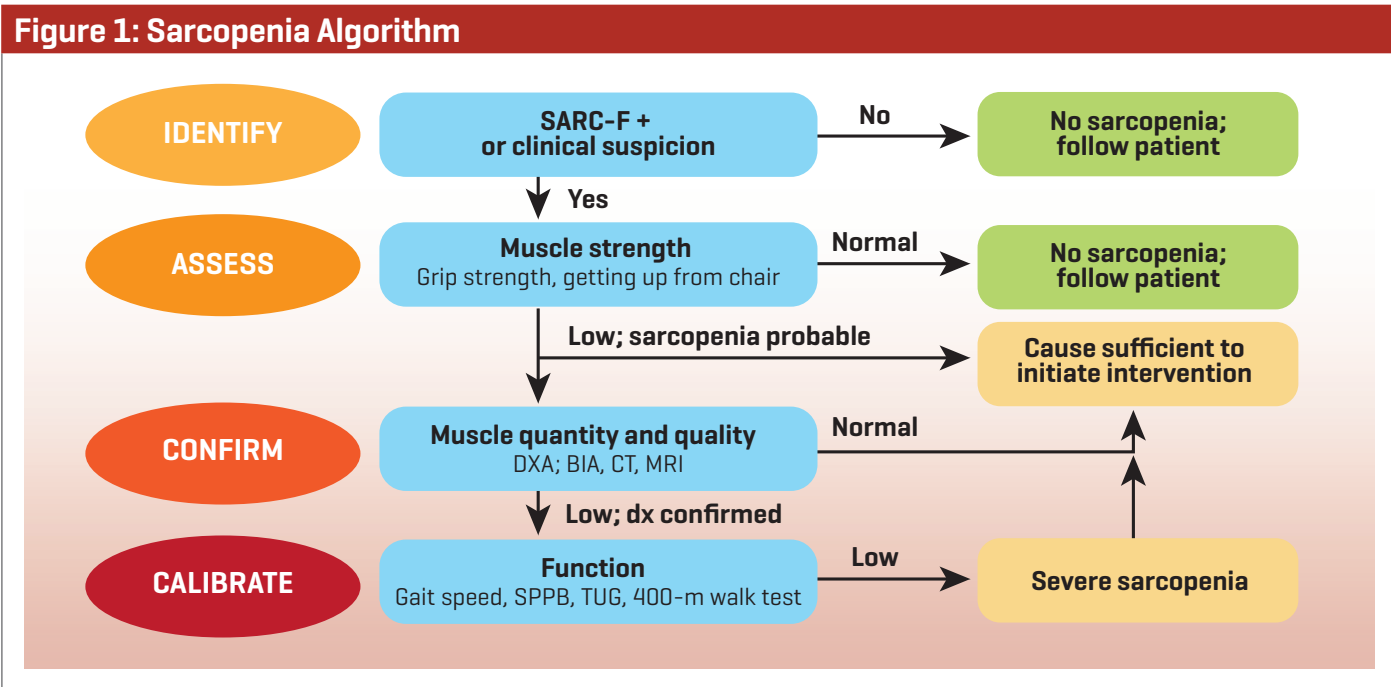 Figure 1: Sarcopenia Algorithm
IDENTIFY
SARC-F +
or clinical suspicion
No
No sarcopenia;
follow patient
Yes
ASSESS
Muscle strength
Grip strength, getting up from chair
Normal
No sarcopenia;
follow patient
Low; sarcopenia probable
Cause sufficient to
initiate intervention
CONFIRM
Muscle quantity and quality
DXA; BIA, CT, MRI
Normal
Low; dx confirmed
CALIBRATE
Function
Gait speed, SPPB, TUG, 400-m walk test
Low
Severe sarcopenia